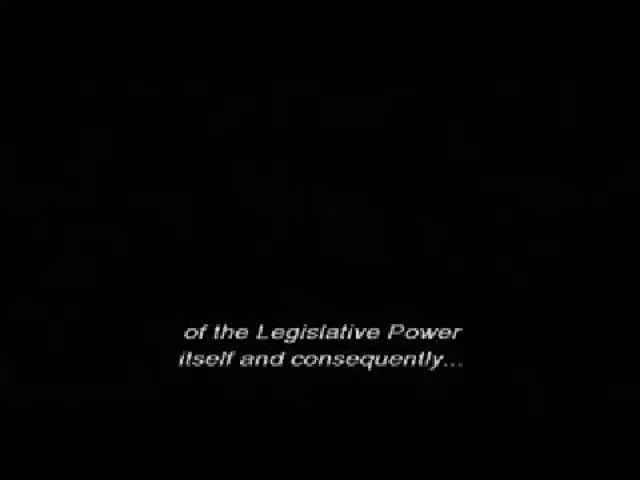 of the Legislative Power
itself and consequently...